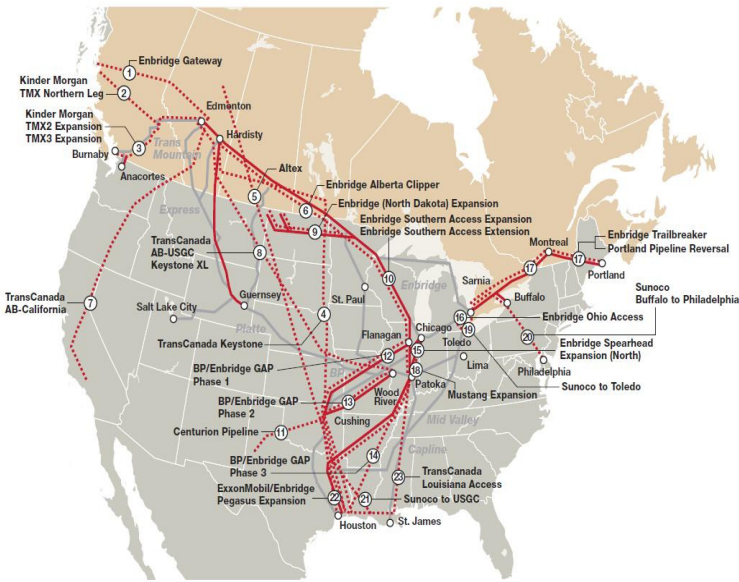 Enbridge Gateway
1
Kinder Morgan
TMX Northern Leg
2
Edmonton
Kinder Morgan
TMX2 Expansion
TMX3 Expansion
3
Trans
Mountain
Hardisty
Burnaby
Anacortes
Altex
5
Enbridge Alberta Clipper
6
Enbridge (North Dakota) Expansion
9
Express
Enbridge Southern Access Expansion
Enbridge Southern Access Extension
TransCanada
AB-USGC
Keystone XL
8
10
Enbridge
Montreal
Enbridge Trailbreaker
Portland Pipeline Reversal
17
17
Portland
Sarnia
Buffalo
Sunoco
Buffalo to Philadelphia
TransCanada
AB-California
7
Salt Lake City
Guernsey
St. Paul
4
Platte
TransCanada Keystone
Flanagan
Chicago
Toledo
16
Enbridge Ohio Access
19
20
Enbridge Spearhead
Expansion (North)
15
Lima
Philadelphia
BP/Enbridge GAP
Phase 1
12
BP
18
Patoka
Sunoco to Toledo
Mustang Expansion
BP/Enbridge GAP
Phase 2
13
Wood
River
Cushing
Mid Valley
Centurion Pipeline
11
Capline
BP/Enbridge GAP
Phase 3
14
TransCanada
Louisiana Access
23
ExxonMobil/Enbridge
Pegasus Expansion
22
21
Sunoco to USGC
Houston
St. James